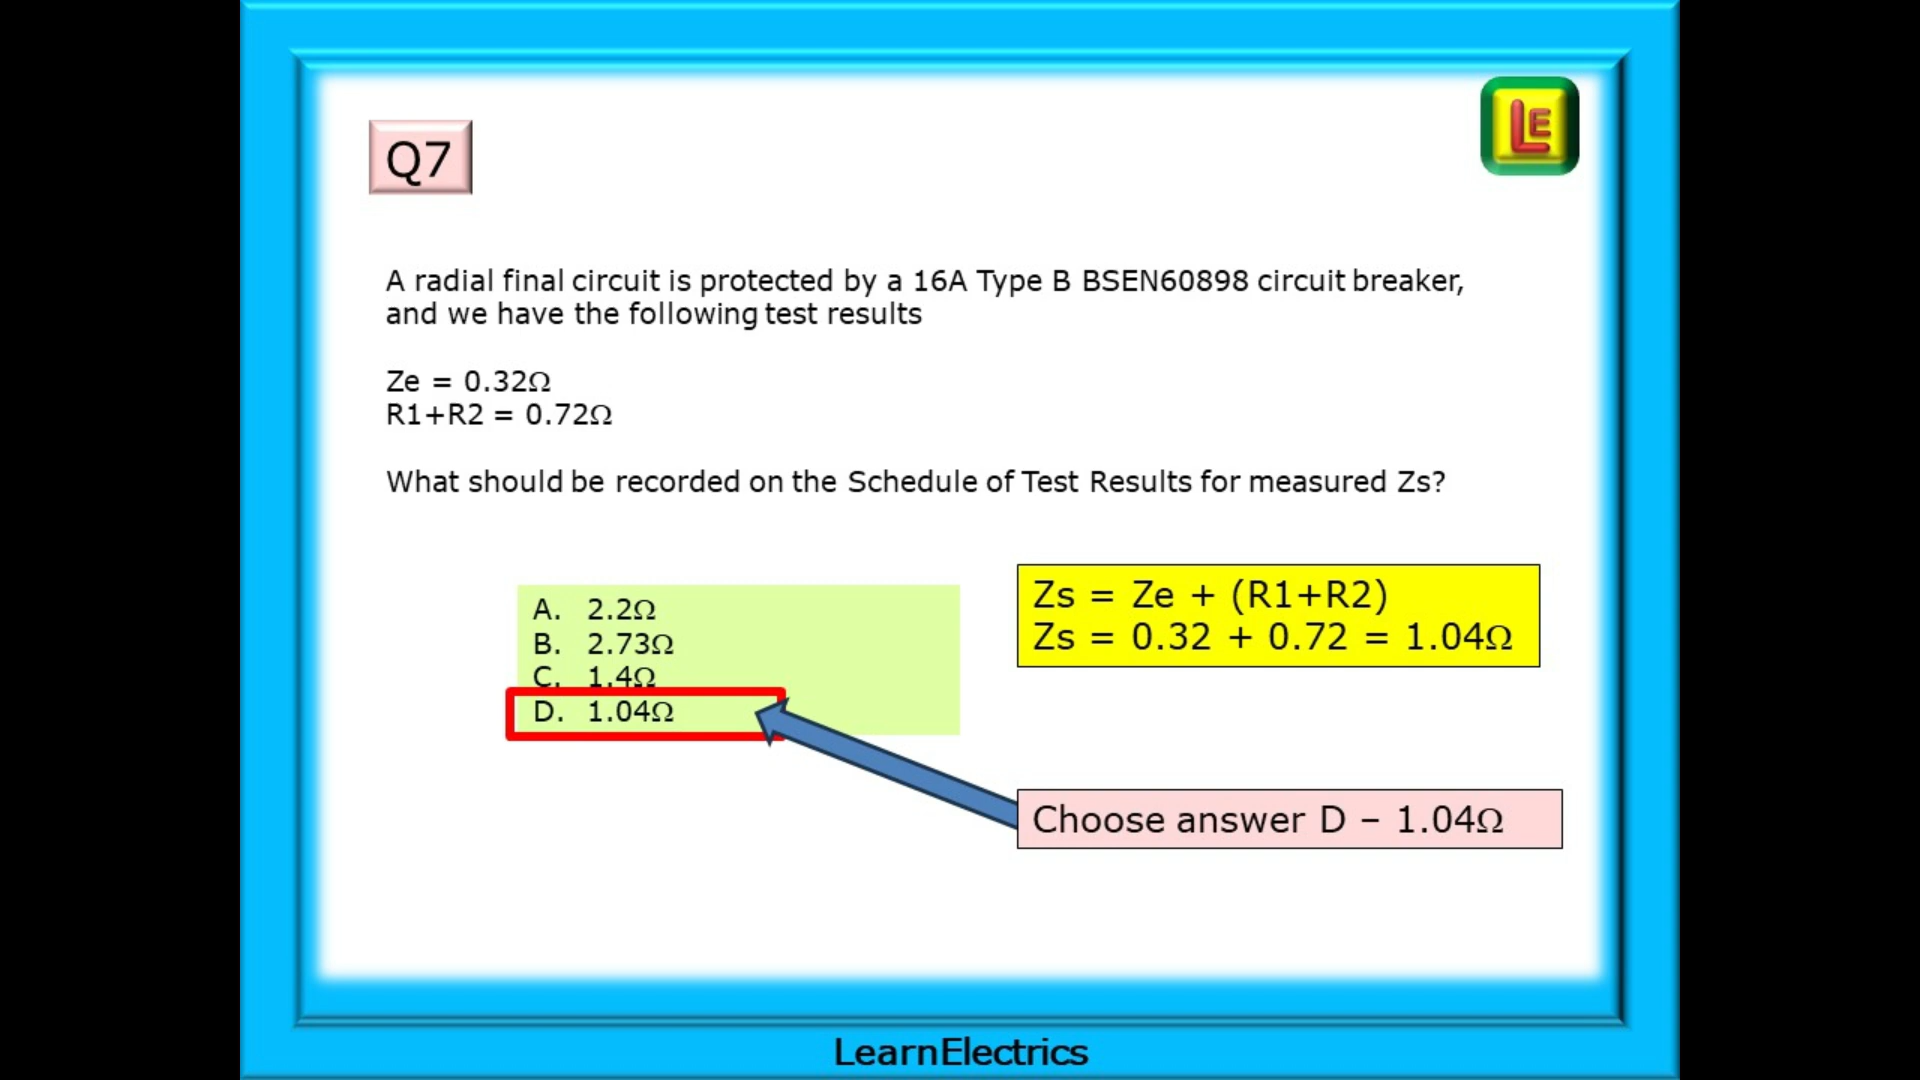 LE
Q7
A radial final circuit is protected by a 16A Type B BSEN60898 circuit breaker,
and we have the following test results
Ze = 0.32Ω
R1+R2 = 0.72Ω
What should be recorded on the Schedule of Test Results for measured Zs?
A. 2.2Ω
B. 2.73Ω
C. 1.4Ω
D. 1.04Ω
Zs = Ze + (R1+R2)
Zs = 0.32 + 0.72 = 1.04Ω
Choose answer D – 1.04Ω
LearnElectrics